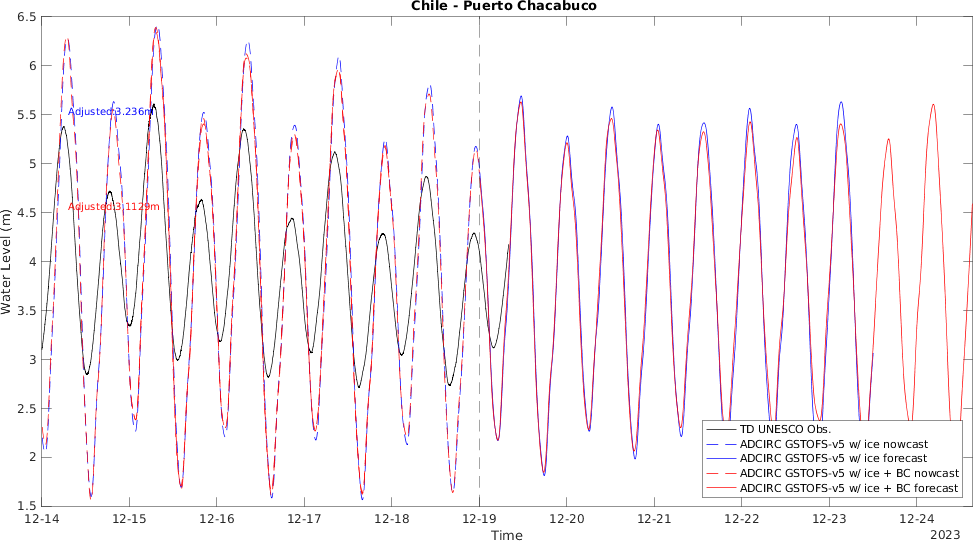 Chile - Puerto Chacabuco
6.5
6
5.5
5
4.5
4
3.5
3
2.5
2
1.5
Water Level (m)
Adjusted:3.236m
Adjusted:3.1129m
TD UNESCO Obs.
ADCIRC GSTOFS-v5 w/ ice nowcast
ADCIRC GSTOFS-v5 w/ ice forecast
ADCIRC GSTOFS-v5 w/ ice + BC nowcast
ADCIRC GSTOFS-v5 w/ ice + BC forecast
12-14 12-15 12-16 12-17 12-18 12-19 12-20 12-21 12-22 12-23 12-24
Time
2023